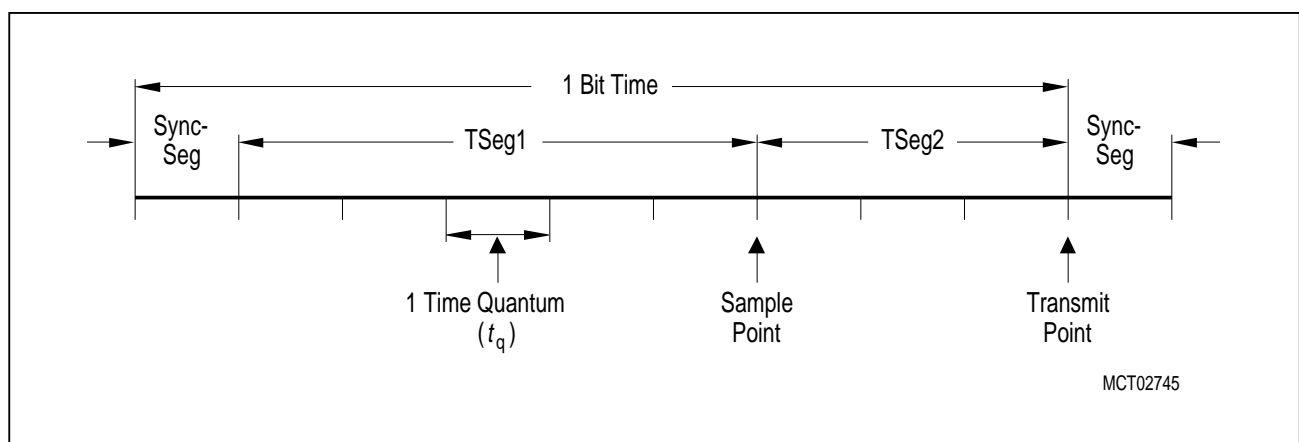 1 Bit Time
Sync-
Seg
TSeg1
TSeg2
Sync-
Seg
1 Time Quantum
(tq)
Sample
Point
Transmit
Point
MCT02745